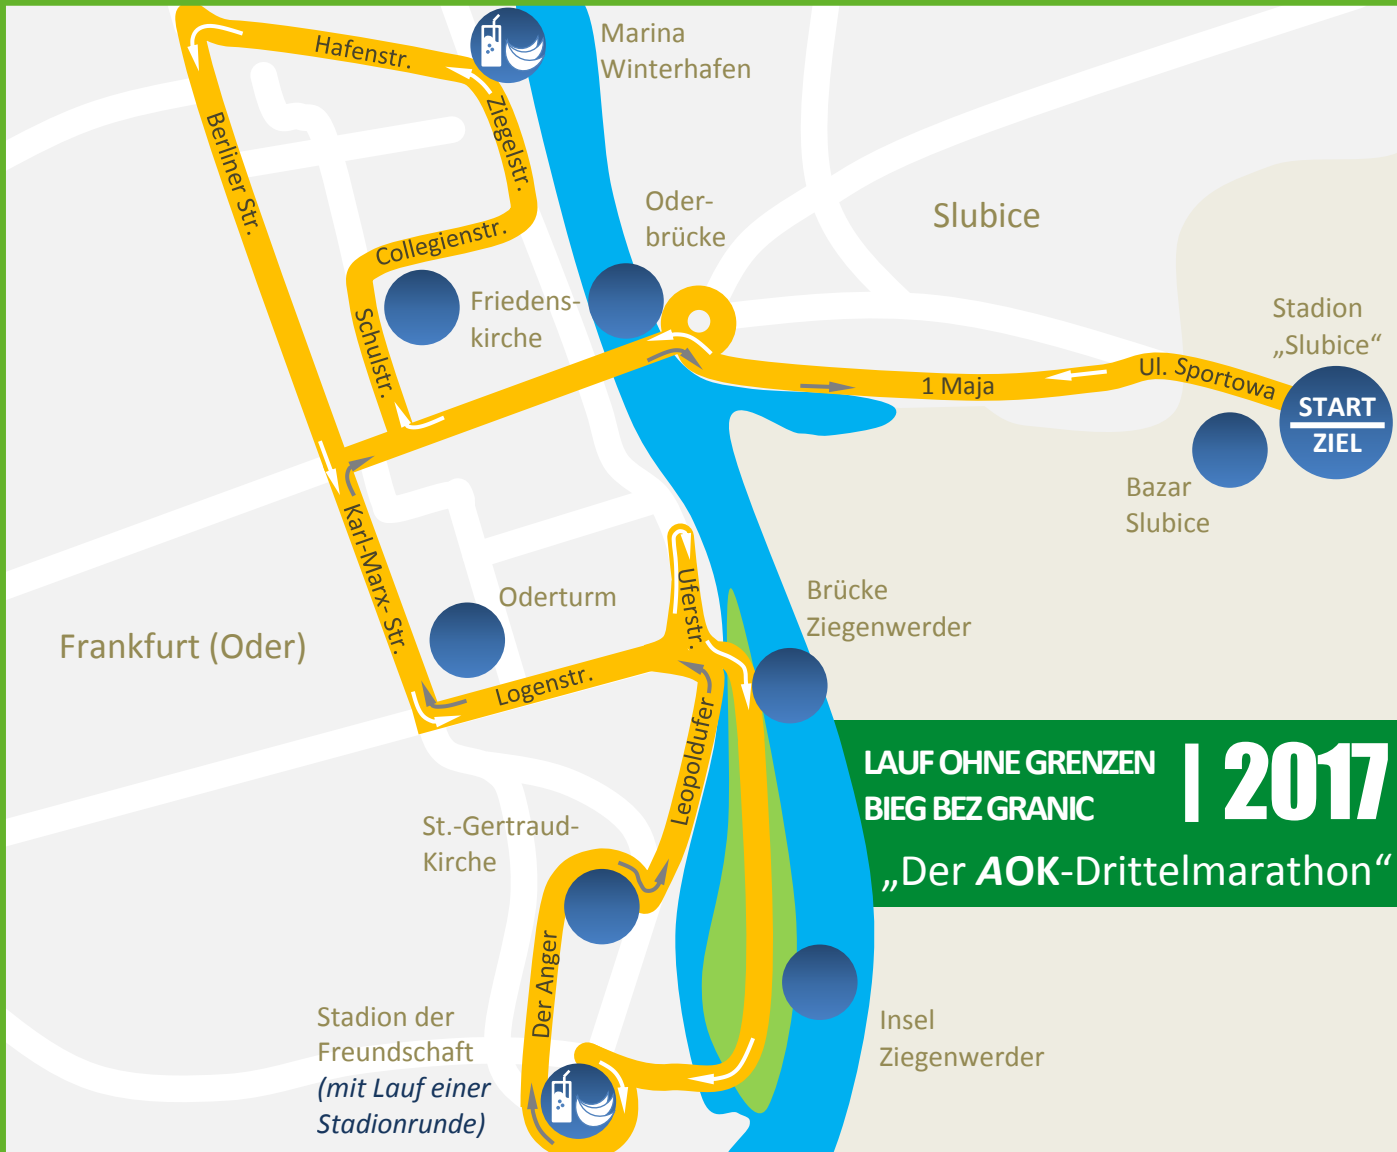 Marina
Winterhafen
Hafenstr.
Ziegelstr.
Berliner Str.
Collegienstr.
Oder-
brücke
Slubice
Friedens-
kirche
Schulstr.
Stadion
„Slubice“
Ul. Sportowa
1 Maja
START
ZIEL
Bazar
Slubice
Karl-Marx- Str.
Oderturm
Uferstr.
Brücke
Ziegenwerder
Frankfurt (Oder)
Logenstr.
Leopoldufer
LAUF OHNE GRENZEN
BIEG BEZ GRANIC
| 2017
„Der AOK-Drittelmarathon“
St.-Gertraud-
Kirche
Der Anger
Stadion der
Freundschaft
(mit Lauf einer
Stadionrunde)
Insel
Ziegenwerder